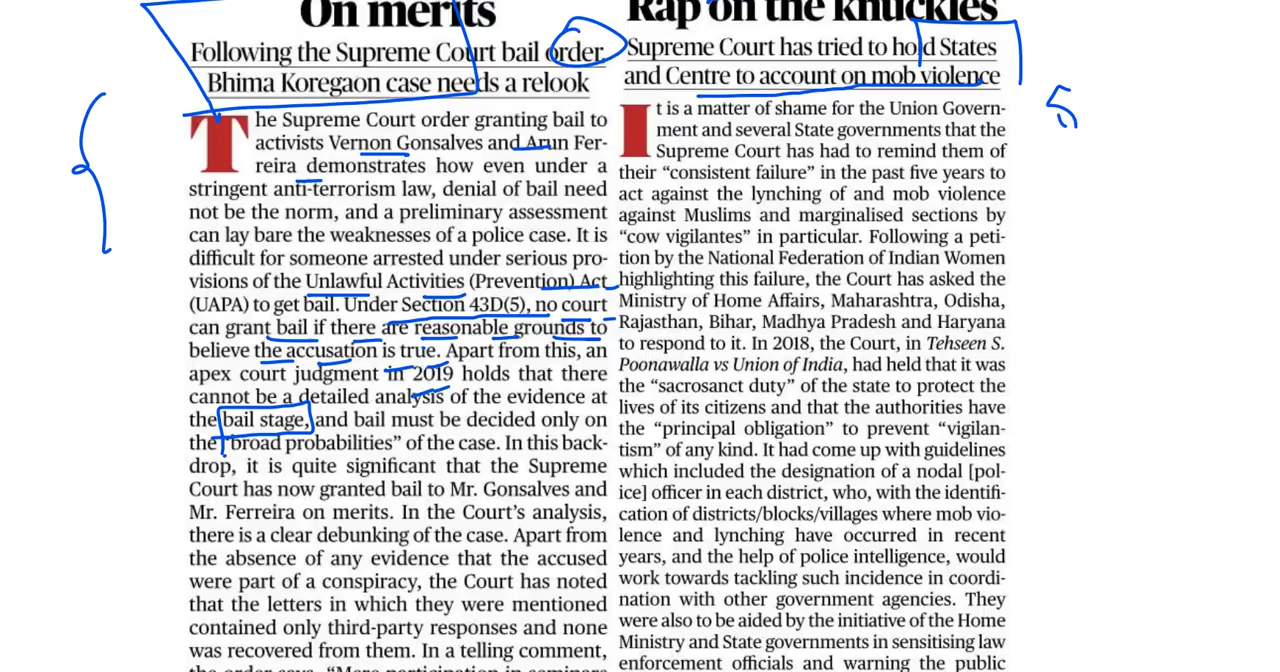 On merits
Following the Supreme Court bail order,
Bhima Koregaon case needs a relook
The Supreme Court order granting bail to
activists Vernon Gonsalves and Arun Fer-
reira demonstrates how even under a
stringent anti-terrorism law, denial of bail need
not be the norm, and a preliminary assessment
can lay bare the weaknesses of a police case. It is
difficult for someone arrested under serious pro-
visions of the Unlawful Activities (Prevention) Act
(UAPA) to get bail. Under Section 43D(5), no court
can grant bail if there are reasonable grounds to
believe the accusation is true. Apart from this, an
apex court judgment in 2019 holds that there
cannot be a detailed analysis of the evidence at
the bail stage, and bail must be decided only on
the "broad probabilities" of the case. In this back-
drop, it is quite significant that the Supreme
Court has now granted bail to Mr. Gonsalves and
Mr. Ferreira on merits. In the Court's analysis,
there is a clear debunking of the case. Apart from
the absence of any evidence that the accused
were part of a conspiracy, the Court has noted
that the letters in which they were mentioned
contained only third-party responses and none
was recovered from them. In a telling comment,
the order says, "Mere participation in seminars
Rap on the knuckles
Supreme Court has tried to hold States
and Centre to account on mob violence
5
It is a matter of shame for the Union Govern-
ment and several State governments that the
Supreme Court has had to remind them of
their "consistent failure" in the past five years to
act against the lynching of and mob violence
against Muslims and marginalised sections by
"cow vigilantes" in particular. Following a peti-
tion by the National Federation of Indian Women
highlighting this failure, the Court has asked the
Ministry of Home Affairs, Maharashtra, Odisha,
Rajasthan, Bihar, Madhya Pradesh and Haryana
to respond to it. In 2018, the Court, in Tehseen S.
Poonawalla vs Union of India, had held that it was
the "sacrosanct duty" of the state to protect the
lives of its citizens and that the authorities have
the "principal obligation" to prevent "vigilan-
tism" of any kind. It had come up with guidelines
which included the designation of a nodal [pol-
ice] officer in each district, who, with the identifi-
cation of districts/blocks/villages where mob vio-
lence and lynching have occurred in recent
years, and the help of police intelligence, would
work towards tackling such incidence in coordi-
nation with other government agencies. They
were also to be aided by the initiative of the Home
Ministry and State governments in sensitising law
enforcement officials and warning the public